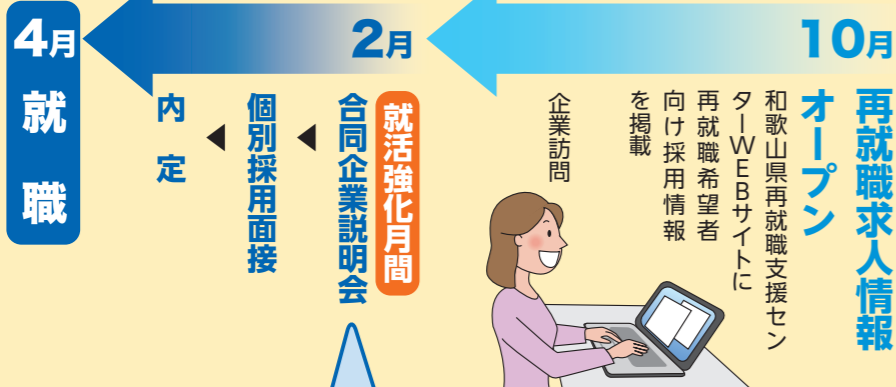 10月
再就職求人情報
オープン
和歌山県再就職支援セン
ターWEBサイトに
再就職希望者
向け採用情報
を掲載
企業訪問
2月
就活強化月間
合同企業説明会
個別採用面接
内定
4月
就職